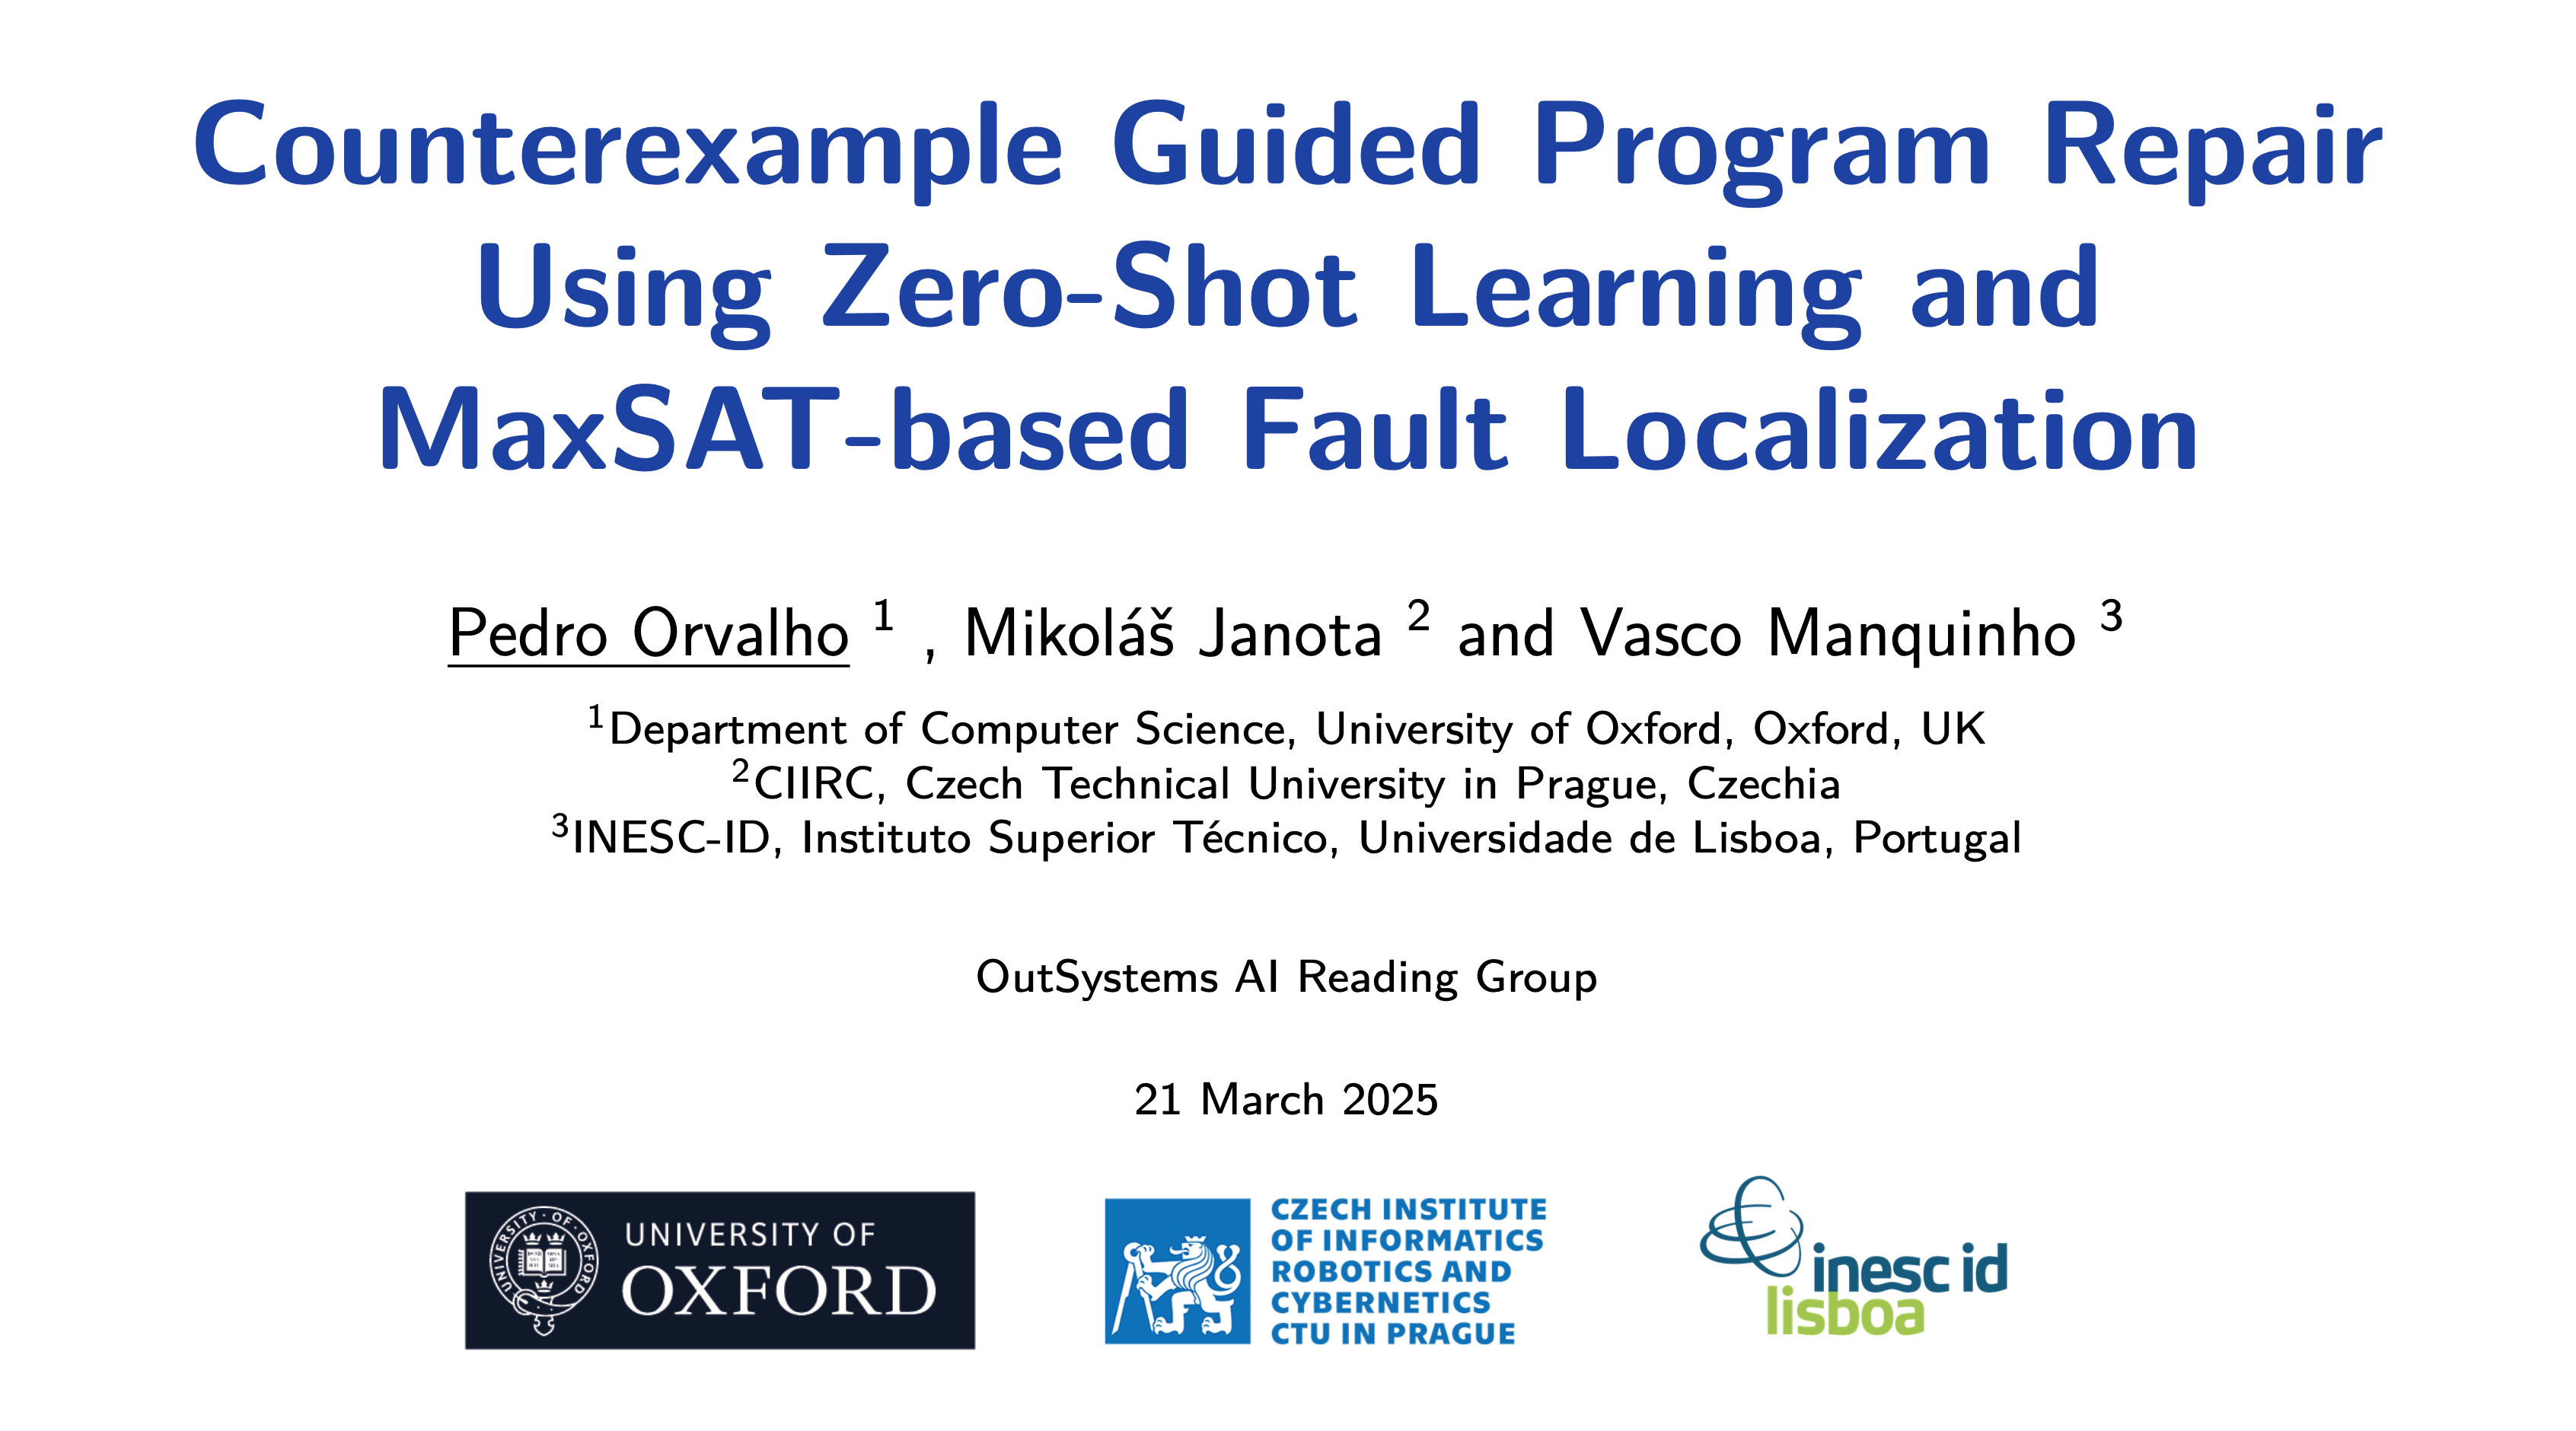 Counterexample Guided Program Repair
Using Zero-Shot Learning and
MaxSAT-based Fault Localization
Pedro Orvalho ¹ , Mikoláš Janota ² and Vasco Manquinho ³
¹Department of Computer Science, University of Oxford, Oxford, UK
²CIIRC, Czech Technical University in Prague, Czechia
³INESC-ID, Instituto Superior Técnico, Universidade de Lisboa, Portugal
OutSystems AI Reading Group
21 March 2025
UNIVERSITY · OF · OXFORD
UNIVERSITY OF
OXFORD
CZECH INSTITUTE
OF INFORMATICS
ROBOTICS AND
CYBERNETICS
CTU IN PRAGUE
inesc id
lisboa